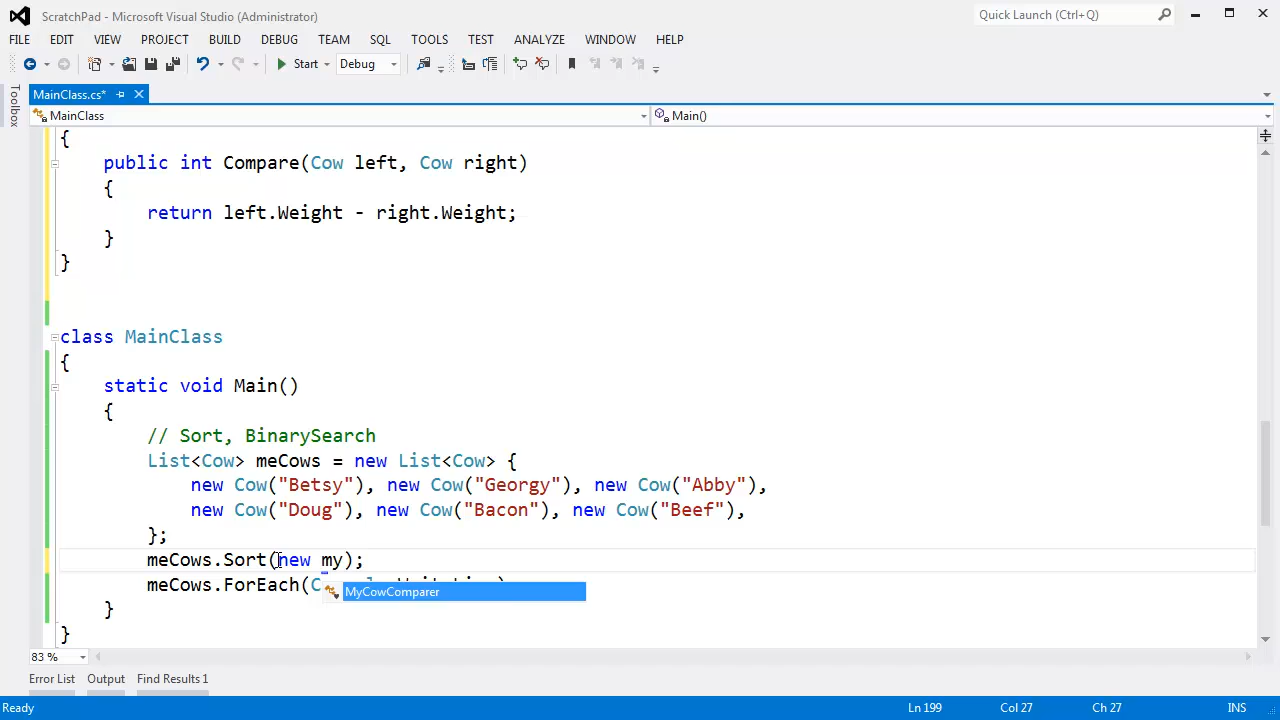 ScratchPad - Microsoft Visual Studio (Administrator)
Quick Launch (Ctrl+Q)
FILE EDIT VIEW PROJECT BUILD DEBUG TEAM SQL TOOLS TEST ANALYZE WINDOW HELP
Start Debug
Toolbox
MainClass.cs*
MainClass Main()
{
public int Compare(Cow left, Cow right)
{
return left.Weight - right.Weight;
}
}
class MainClass
{
static void Main()
{
// Sort, BinarySearch
List<Cow> meCows = new List<Cow> {
new Cow("Betsy"), new Cow("Georgy"), new Cow("Abby"),
new Cow("Doug"), new Cow("Bacon"), new Cow("Beef"),
};
meCows.Sort(new my);
meCows.ForEach(C
MyCowComparer
}
}
83 %
Error List Output Find Results 1
Ready Ln 199 Col 27 Ch 27 INS